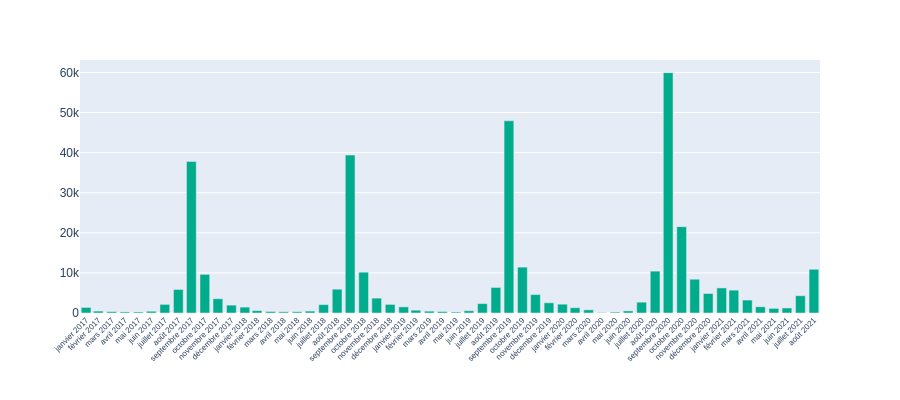 60k
50k
40k
30k
20k
10k
0
janvier 2017
février 2017
mars 2017
avril 2017
mai 2017
juin 2017
juillet 2017
août 2017
septembre 2017
octobre 2017
novembre 2017
décembre 2017
janvier 2018
février 2018
mars 2018
avril 2018
mai 2018
juin 2018
juillet 2018
août 2018
septembre 2018
octobre 2018
novembre 2018
décembre 2018
janvier 2019
février 2019
mars 2019
avril 2019
mai 2019
juin 2019
juillet 2019
août 2019
septembre 2019
octobre 2019
novembre 2019
décembre 2019
janvier 2020
février 2020
mars 2020
avril 2020
mai 2020
juin 2020
juillet 2020
août 2020
septembre 2020
octobre 2020
novembre 2020
décembre 2020
janvier 2021
février 2021
mars 2021
avril 2021
mai 2021
juin 2021
juillet 2021
août 2021